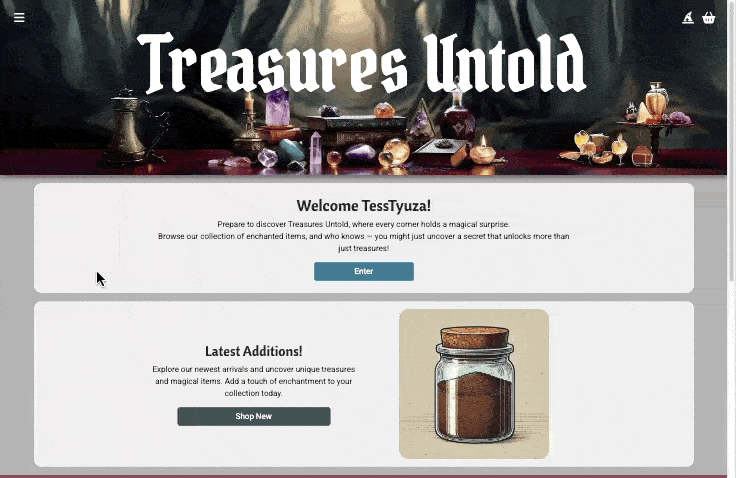 Treasures Untold
Welcome TessTyuza!
Prepare to discover Treasures Untold, where every corner holds a magical surprise.
Browse our collection of enchanted items, and who knows – you might just uncover a secret that unlocks more than
just treasures!
Enter
Latest Additions!
Explore our newest arrivals and uncover unique treasures
and magical items. Add a touch of enchantment to your
collection today.
Shop New